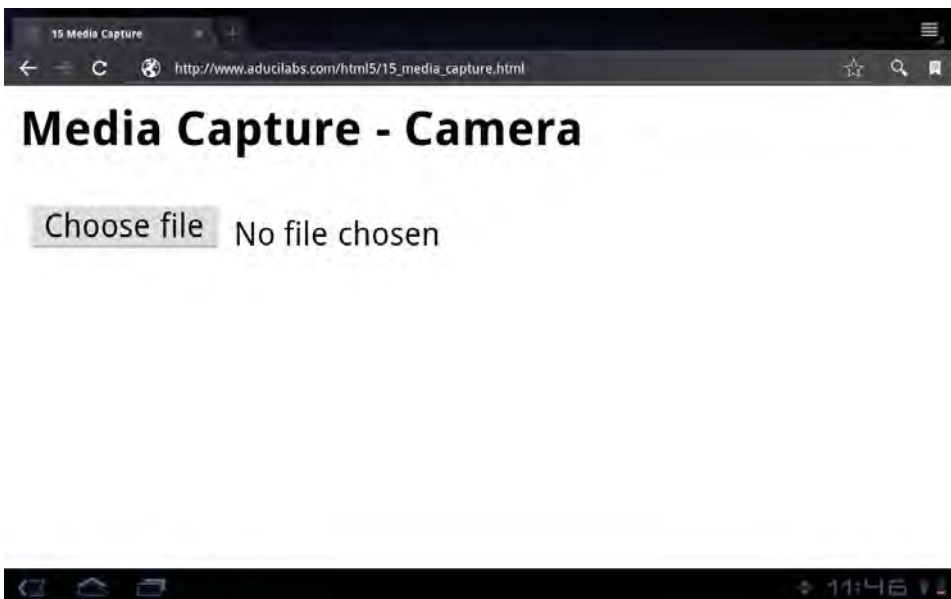 15 Media Capture
http://www.aducilabs.com/html5/15_media_capture.html
Media Capture - Camera
Choose file No file chosen
11:46